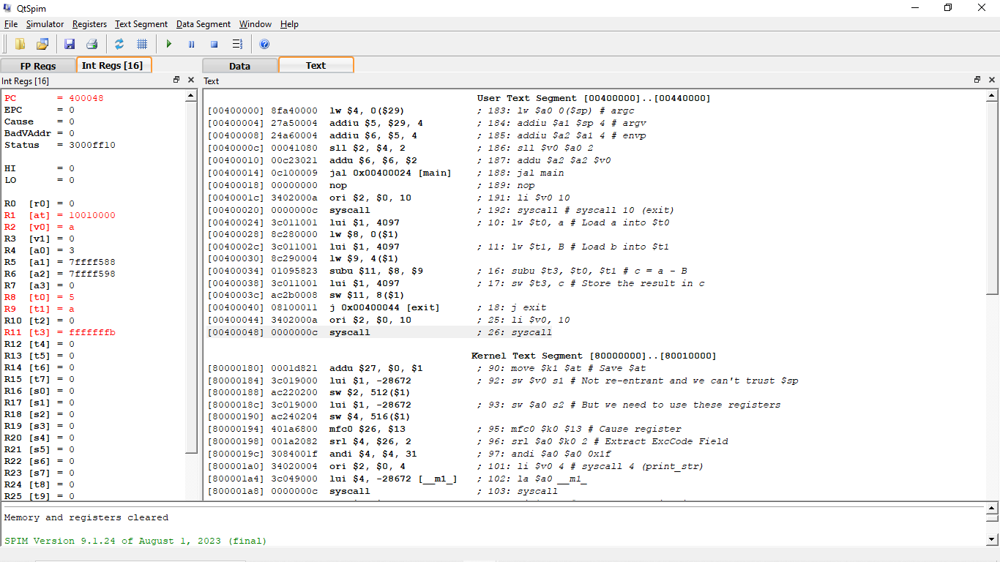 QtSpim
File Simulator Registers Text Segment Data Segment Window Help
FP Regs Int Regs [16] Data Text
Int Regs [16]
PC = 400048
EPC = 0
Cause = 0
BadVAddr = 0
Status = 3000ff10
HI = 0
LO = 0
R0 [r0] = 0
R1 [at] = 10010000
R2 [v0] = a
R3 [v1] = 0
R4 [a0] = 3
R5 [a1] = 7ffff588
R6 [a2] = 7ffff598
R7 [a3] = 0
R8 [t0] = 5
R9 [t1] = a
R10 [t2] = 0
R11 [t3] = fffffffb
R12 [t4] = 0
R13 [t5] = 0
R14 [t6] = 0
R15 [t7] = 0
R16 [s0] = 0
R17 [s1] = 0
R18 [s2] = 0
R19 [s3] = 0
R20 [s4] = 0
R21 [s5] = 0
R22 [s6] = 0
R23 [s7] = 0
R24 [t8] = 0
R25 [t9] = 0
Text
User Text Segment [00400000]..[00440000]
[00400000] 8fa40000 lw $4, 0($29) ; 183: lw $a0 0($sp) # argc
[00400004] 27a50004 addiu $5, $29, 4 ; 184: addiu $a1 $sp 4 # argv
[00400008] 24a60004 addiu $6, $5, 4 ; 185: addiu $a2 $a1 4 # envp
[0040000c] 00041080 sll $2, $4, 2 ; 186: sll $v0 $a0 2
[00400010] 00c23021 addu $6, $6, $2 ; 187: addu $a2 $a2 $v0
[00400014] 0c100009 jal 0x00400024 [main] ; 188: jal main
[00400018] 00000000 nop ; 189: nop
[0040001c] 3402000a ori $2, $0, 10 ; 191: li $v0 10
[00400020] 0000000c syscall ; 192: syscall # syscall 10 (exit)
[00400024] 3c011001 lui $1, 4097 ; 10: lw $t0, a # Load a into $t0
[00400028] 8c280000 lw $8, 0($1)
[0040002c] 3c011001 lui $1, 4097 ; 11: lw $t1, B # Load b into $t1
[00400030] 8c290004 lw $9, 4($1)
[00400034] 01095823 subu $11, $8, $9 ; 16: subu $t3, $t0, $t1 # c = a - B
[00400038] 3c011001 lui $1, 4097 ; 17: sw $t3, c # Store the result in c
[0040003c] ac2b0008 sw $11, 8($1)
[00400040] 08100011 j 0x00400044 [exit] ; 18: j exit
[00400044] 3402000a ori $2, $0, 10 ; 25: li $v0, 10
[00400048] 0000000c syscall ; 26: syscall
Kernel Text Segment [80000000]..[80010000]
[80000180] 0001d821 addu $27, $0, $1 ; 90: move $k1 $at # Save $at
[80000184] 3c019000 lui $1, -28672 ; 92: sw $v0 s1 # Not re-entrant and we can't trust $sp
[80000188] ac220200 sw $2, 512($1)
[8000018c] 3c019000 lui $1, -28672 ; 93: sw $a0 s2 # But we need to use these registers
[80000190] ac240204 sw $4, 516($1)
[80000194] 401a6800 mfc0 $26, $13 ; 95: mfc0 $k0 $13 # Cause register
[80000198] 001a2082 srl $4, $26, 2 ; 96: srl $a0 $k0 2 # Extract ExcCode Field
[8000019c] 3084001f andi $4, $4, 31 ; 97: andi $a0 $a0 0x1f
[800001a0] 34020004 ori $2, $0, 4 ; 101: li $v0 4 # syscall 4 (print_str)
[800001a4] 3c049000 lui $4, -28672 [__m1_] ; 102: la $a0 __m1_
[800001a8] 0000000c syscall ; 103: syscall
Memory and registers cleared
SPIM Version 9.1.24 of August 1, 2023 (final)